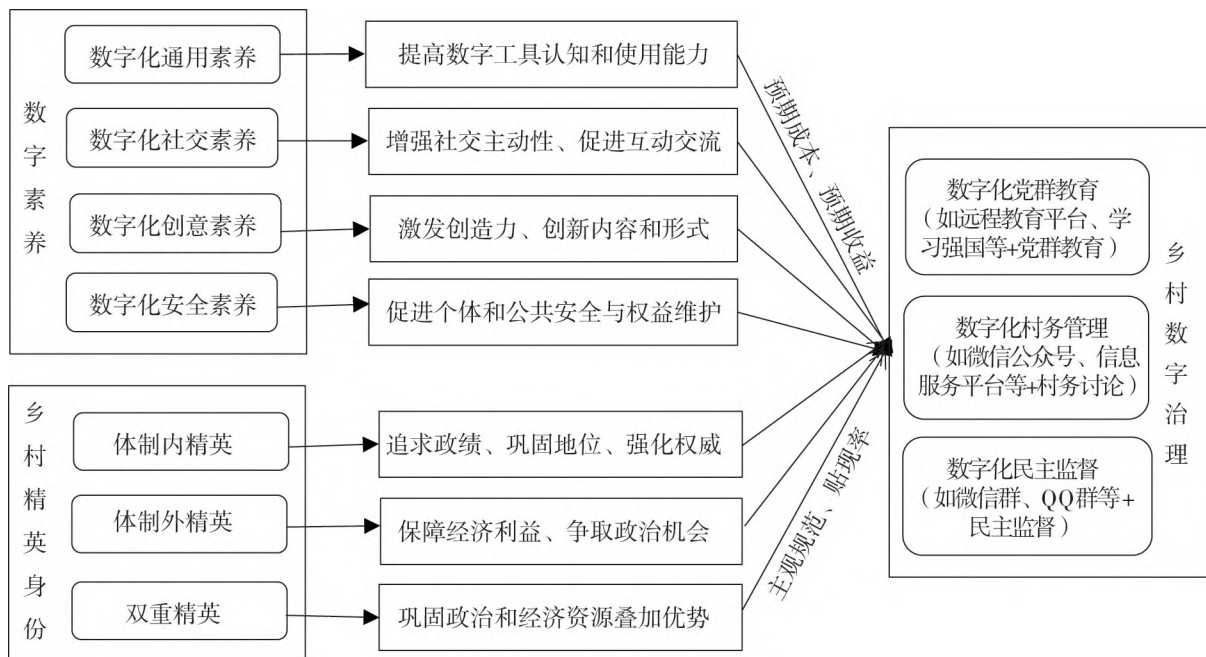 数字素养
数字化通用素养
提高数字工具认知和使用能力
数字化社交素养
增强社交主动性、促进互动交流
数字化创意素养
激发创造力、创新内容和形式
数字化安全素养
促进个体和公共安全与权益维护
乡村精英身份
体制内精英
追求政绩、巩固地位、强化权威
体制外精英
保障经济利益、争取政治机会
双重精英
巩固政治和经济资源叠加优势
预期成本、预期收益
主观规范、贴现率
数字化党群教育
（如远程教育平台、学
习强国等+党群教育）
数字化村务管理
（如微信公众号、信息
服务平台等+村务讨论）
数字化民主监督
（如微信群、QQ群等+
民主监督）
乡村数字治理